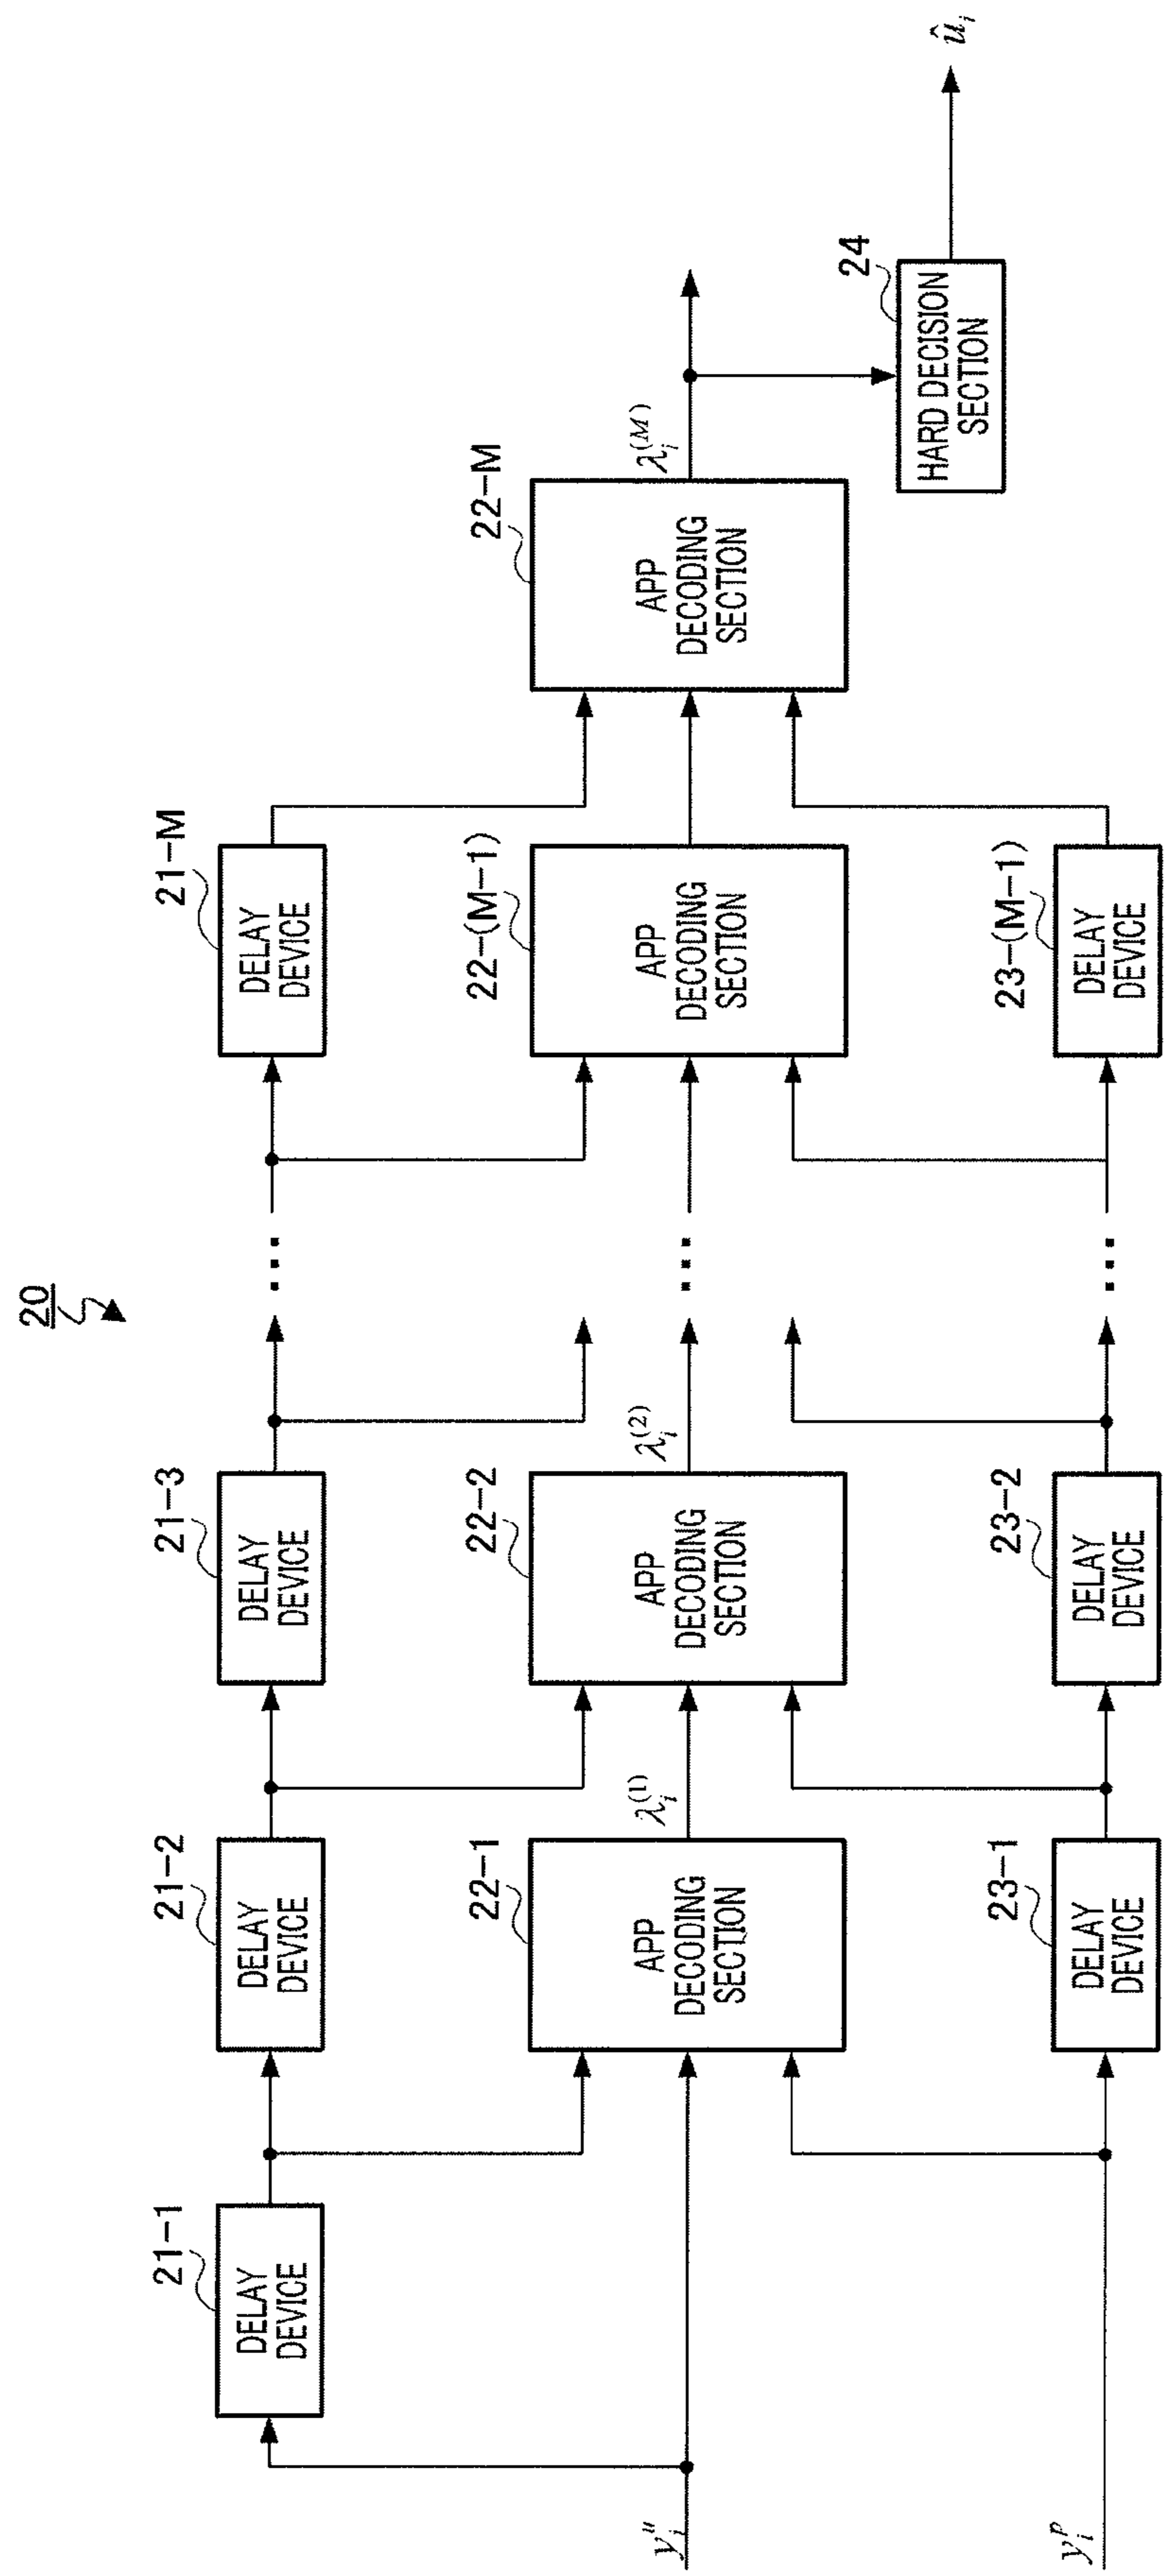 20
21-1
DELAY
DEVICE
21-2
DELAY
DEVICE
21-3
DELAY
DEVICE
...
21-M
DELAY
DEVICE
y_i^u
22-1
APP
DECODING
SECTION
λ_i^(1)
22-2
APP
DECODING
SECTION
λ_i^(2)
...
22-(M-1)
APP
DECODING
SECTION
22-M
APP
DECODING
SECTION
λ_i^(M)
24
HARD DECISION
SECTION
û_i
y_i^p
23-1
DELAY
DEVICE
23-2
DELAY
DEVICE
...
23-(M-1)
DELAY
DEVICE